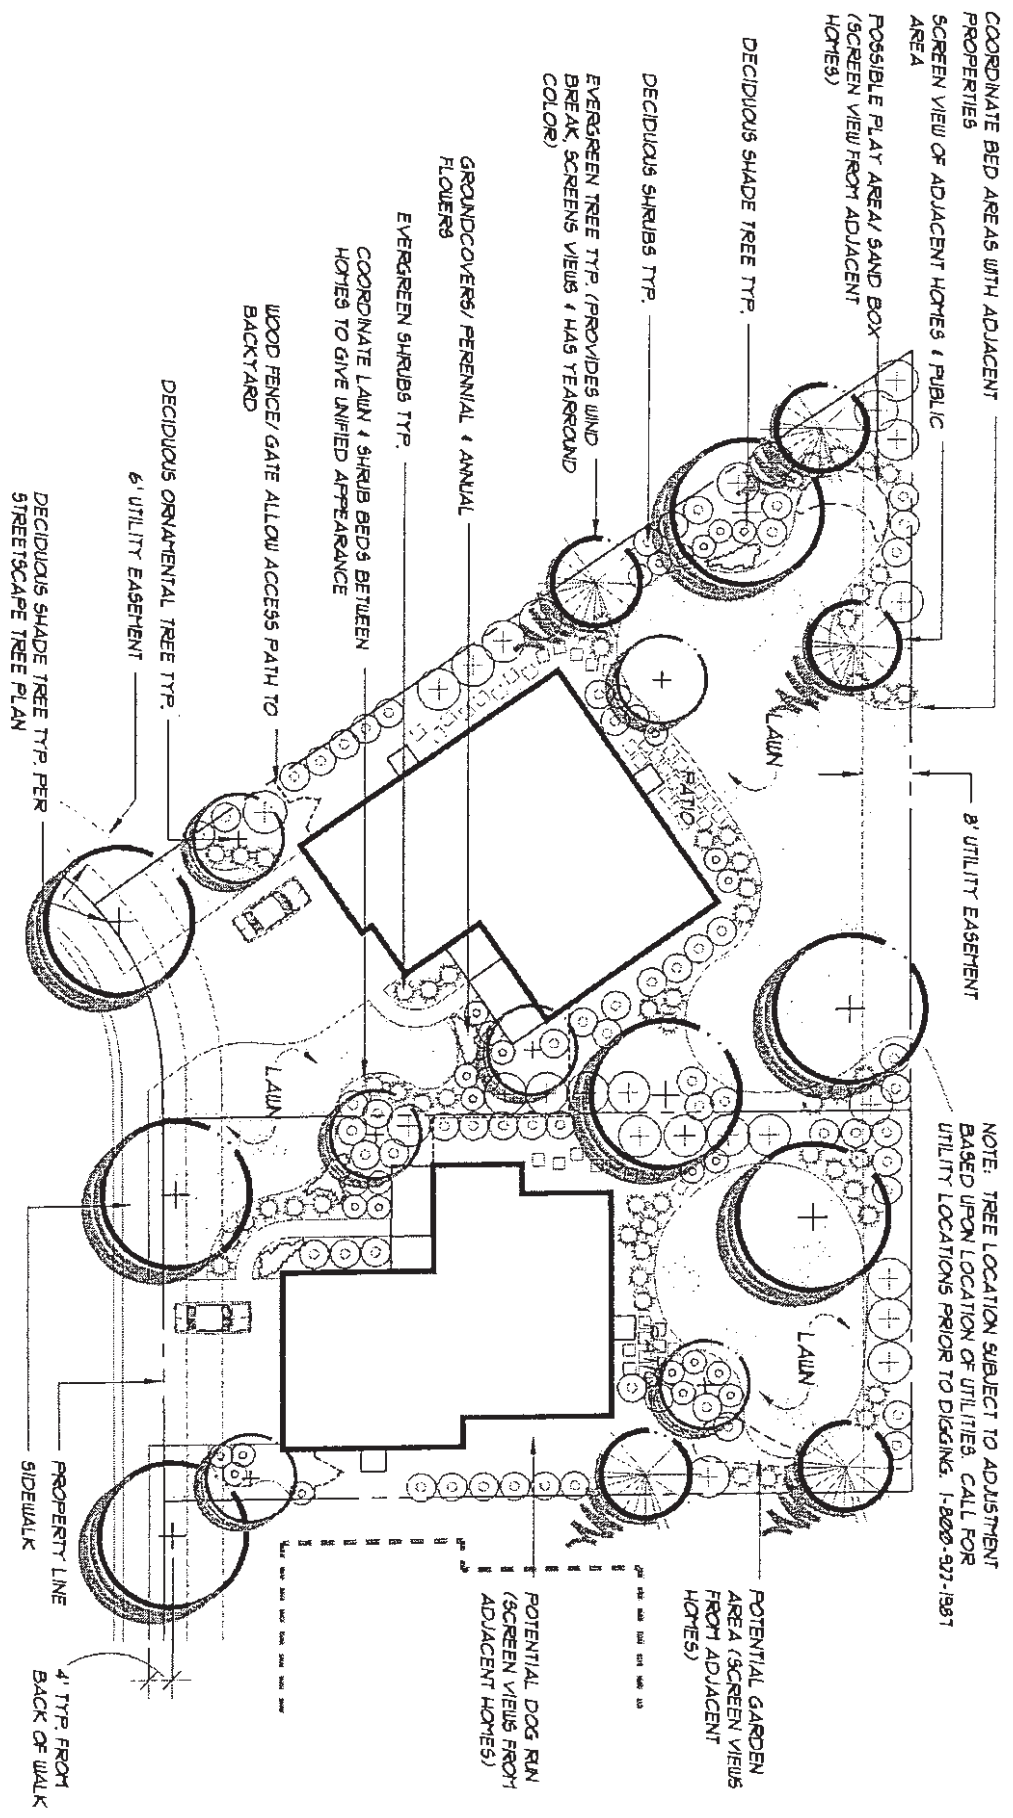 COORDINATE BED AREAS WITH ADJACENT
PROPERTIES
SCREEN VIEW OF ADJACENT HOMES & PUBLIC
AREA
POSSIBLE PLAY AREA/ SAND BOX
(SCREEN VIEW FROM ADJACENT
HOMES)
DECIDUOUS SHADE TREE TYP.
DECIDUOUS SHRUBS TYP.
EVERGREEN TREE TYP. (PROVIDES WIND
BREAK, SCREENS VIEWS & HAS YEARROUND
COLOR)
GROUNDCOVERS/ PERENNIAL & ANNUAL
FLOWERS
EVERGREEN SHRUBS TYP.
COORDINATE LAWN & SHRUB BEDS BETWEEN
HOMES TO GIVE UNIFIED APPEARANCE
WOOD FENCE/ GATE ALLOW ACCESS PATH TO
BACKYARD
DECIDUOUS ORNAMENTAL TREE TYP.
6' UTILITY EASEMENT
DECIDUOUS SHADE TREE TYP. PER
STREETSCAPE TREE PLAN
LAWN
PATIO
8' UTILITY EASEMENT
LAWN
NOTE: TREE LOCATION SUBJECT TO ADJUSTMENT
BASED UPON LOCATION OF UTILITIES. CALL FOR
UTILITY LOCATIONS PRIOR TO DIGGING. 1-800-922-1987
LAWN
PATIO
POTENTIAL GARDEN
AREA (SCREEN VIEWS
FROM ADJACENT
HOMES)
POTENTIAL DOG RUN
(SCREEN VIEWS FROM
ADJACENT HOMES)
PROPERTY LINE
SIDEWALK
4' TYP. FROM
BACK OF WALK